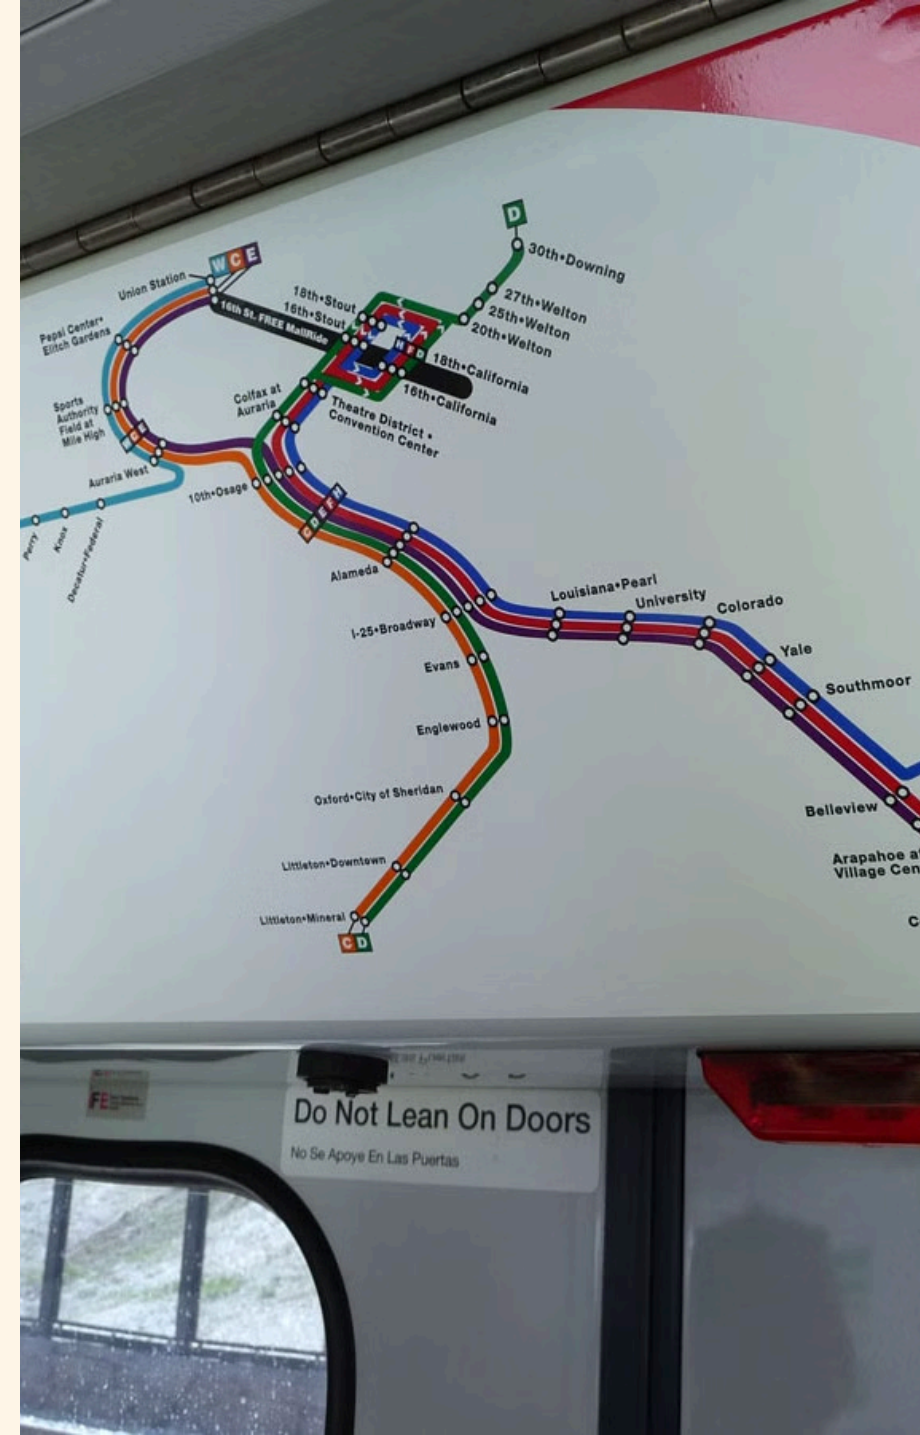 D
30th•Downing
W C E
Union Station
27th•Welton
18th•Stout
25th•Welton
16th•Stout
16th St. FREE MallRide
20th•Welton
Pepsi Center•
Elitch Gardens
H F D
18th•California
16th•California
Colfax at
Auraria
Theatre District •
Convention Center
Sports
Authority
Field at
Mile High
W C E
Auraria West
10th•Osage
C D E F H
Perry
Knox
Decatur•Federal
Alameda
Louisiana•Pearl
University
Colorado
I-25•Broadway
Yale
Evans
Southmoor
Englewood
Oxford•City of Sheridan
Belleview
Littleton•Downtown
Arapahoe a
Village Cen
Littleton•Mineral
C D
C
FE
Do Not Lean On Doors
No Se Apoye En Las Puertas